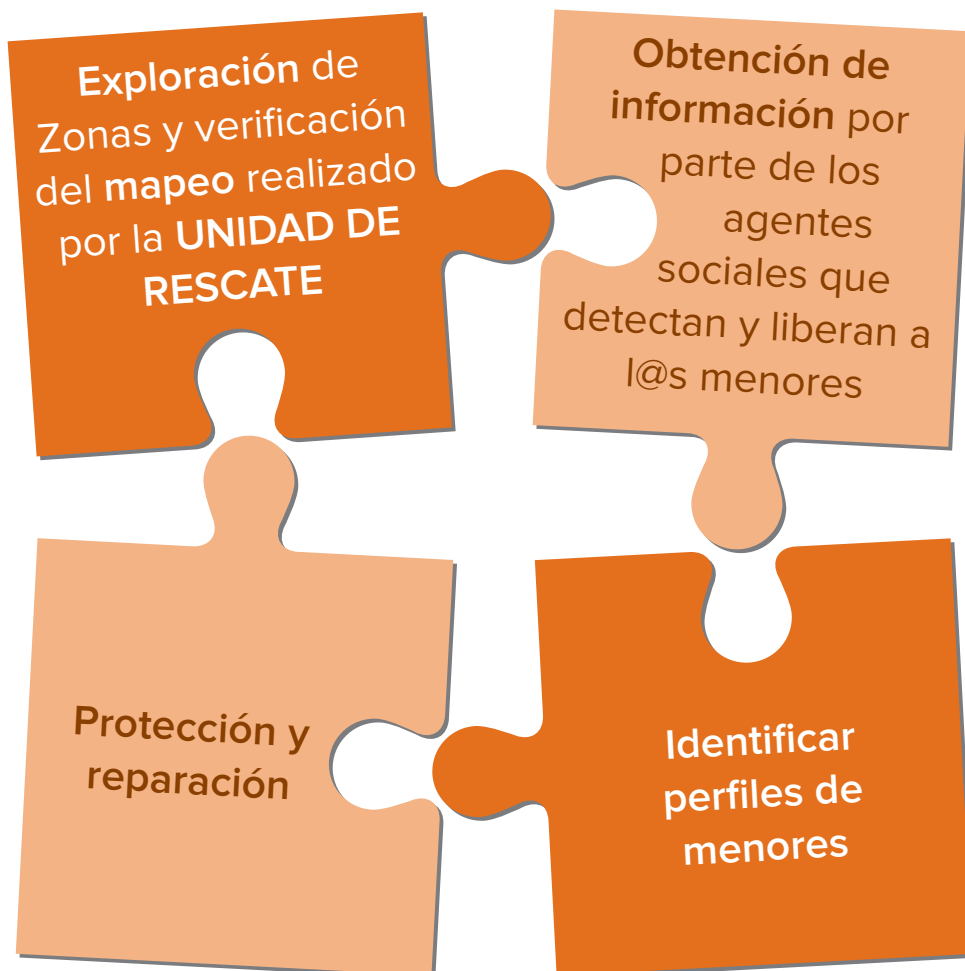 Exploración de
Zonas y verificación
del mapeo realizado
por la UNIDAD DE
RESCATE
Obtención de
información por
parte de los
agentes
sociales que
detectan y liberan a
l@s menores
Protección y
reparación
Identificar
perfiles de
menores